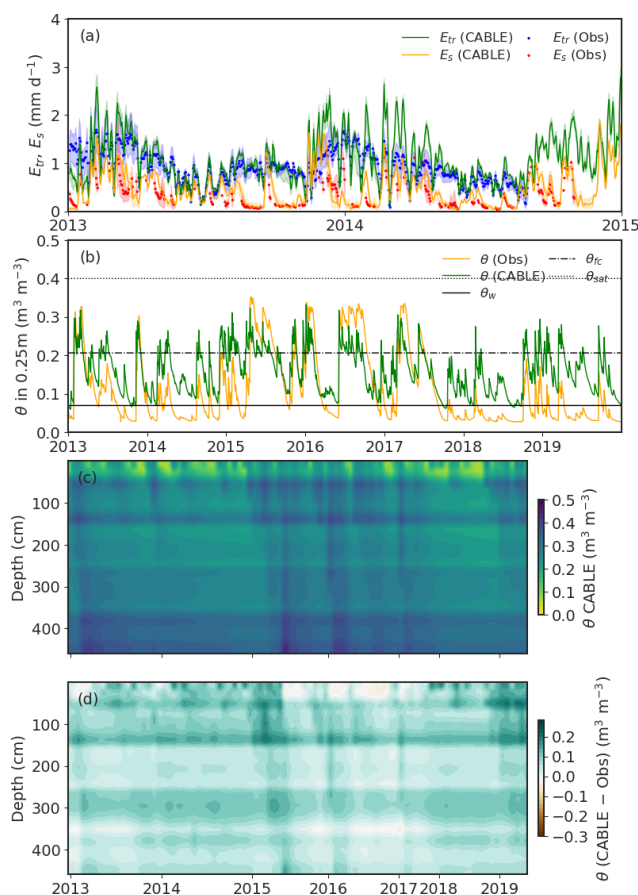 (a)
E_tr (CABLE) E_tr (Obs)
E_s (CABLE) E_s (Obs)
E_tr, E_s (mm d⁻¹)
4
3
2
1
0
2013 2014 2015
(b)
θ (Obs) θ_fc
θ (CABLE) θ_sat
θ_w
θ in 0.25m (m³ m⁻³)
0.5
0.4
0.3
0.2
0.1
0.0
2013 2014 2015 2016 2017 2018 2019
(c)
Depth (cm)
100
200
300
400
0.5
0.4
0.3
0.2
0.1
0.0
θ CABLE (m³ m⁻³)
(d)
Depth (cm)
100
200
300
400
0.2
0.1
0.0
−0.1
−0.2
−0.3
θ (CABLE − Obs) (m³ m⁻³)
2013 2014 2015 2016 2017 2018 2019